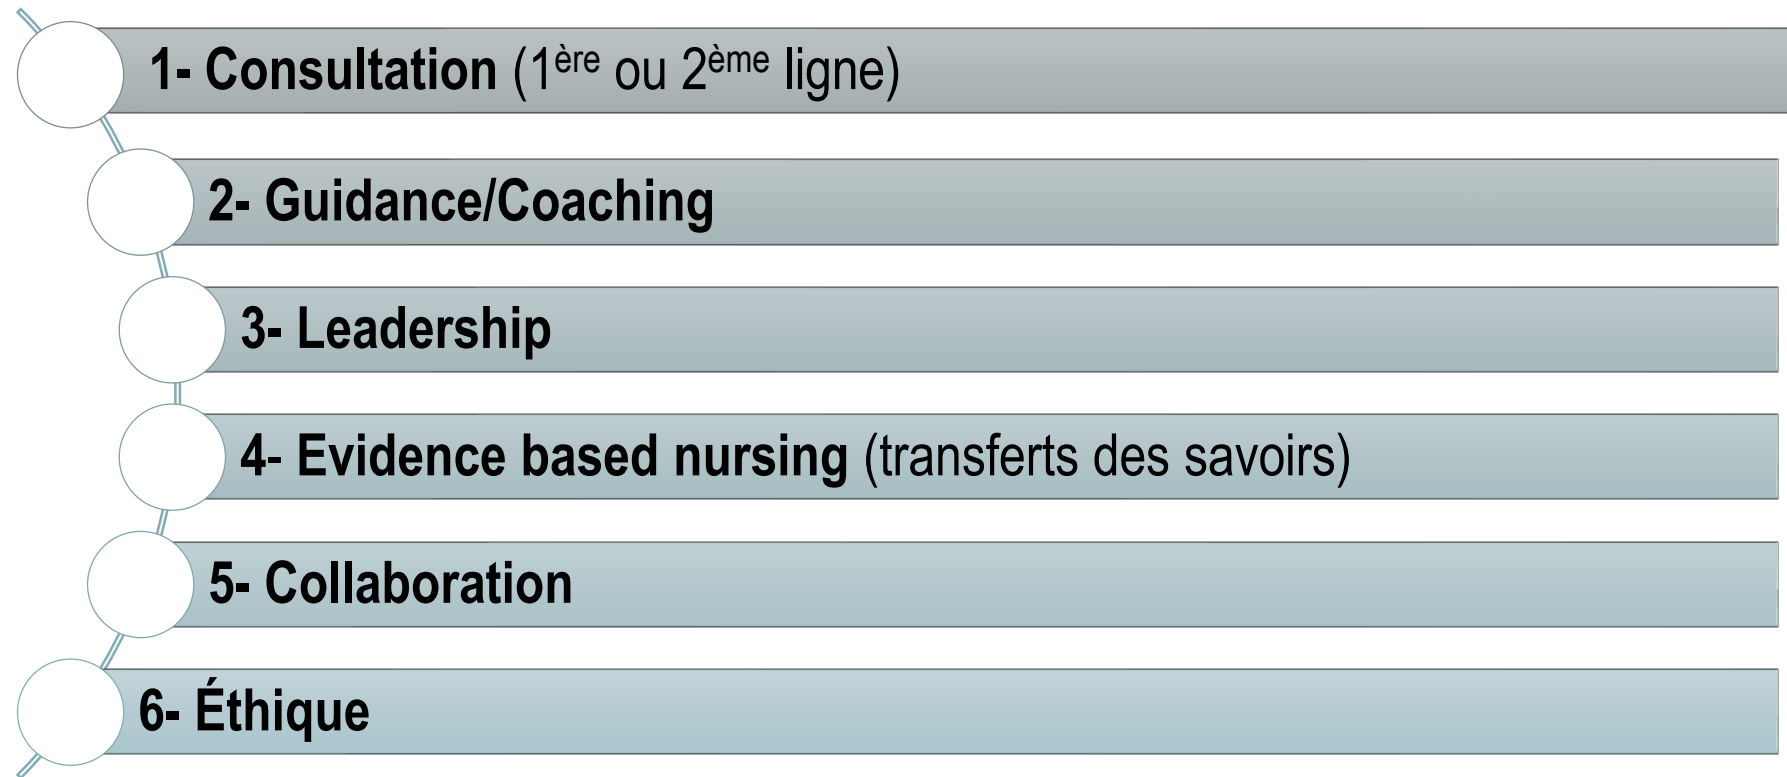 1- Consultation (1ère ou 2ème ligne)
2- Guidance/Coaching
3- Leadership
4- Evidence based nursing (transferts des savoirs)
5- Collaboration
6- Éthique